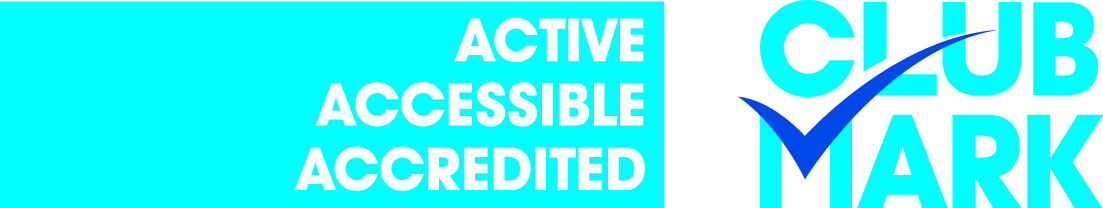 ACTIVE
ACCESSIBLE
ACCREDITED
CLUB
MARK